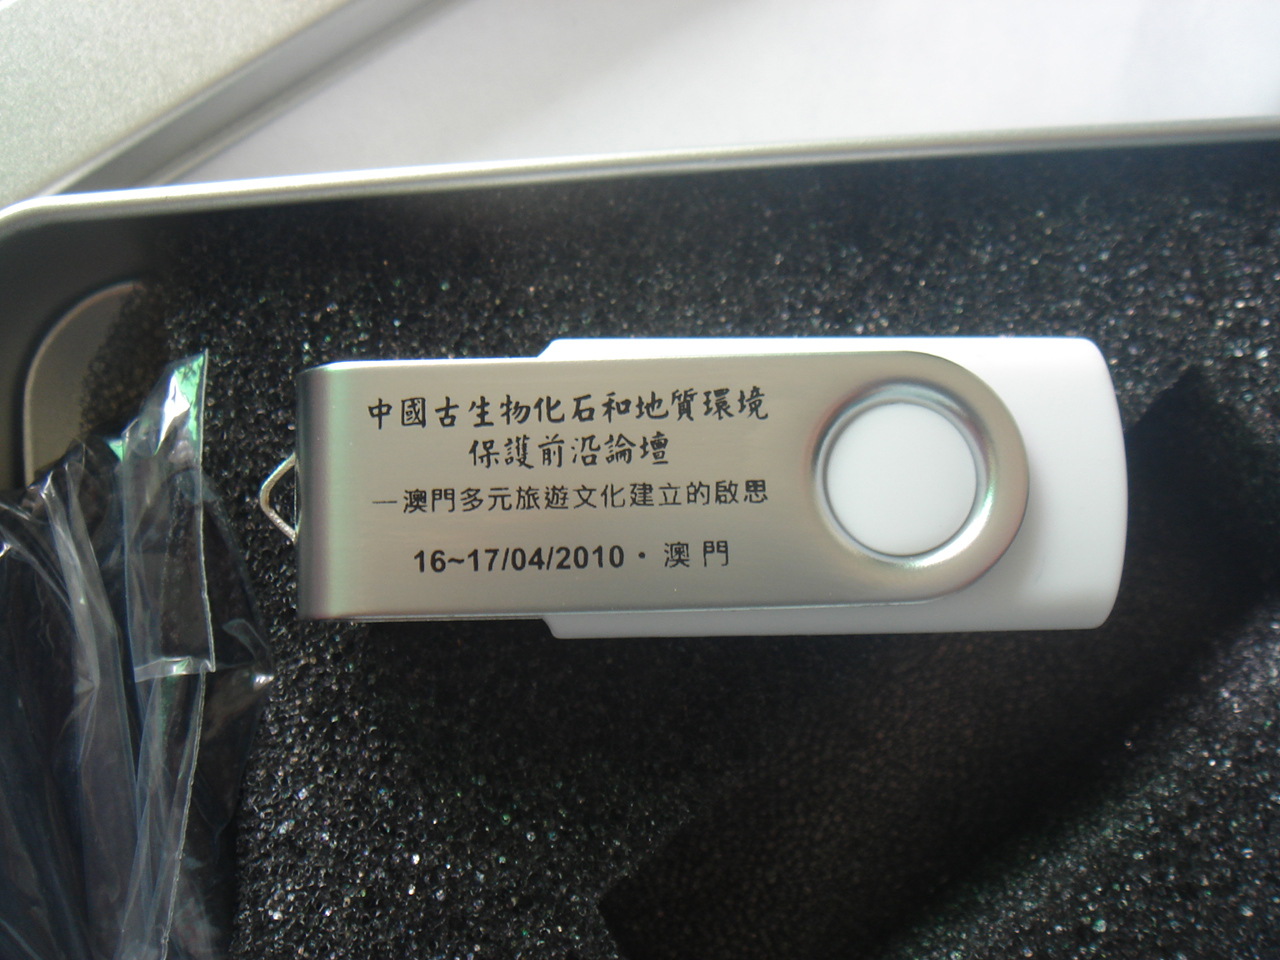 中國古生物化石和地質環境
保護前沿論壇
—澳門多元旅遊文化建立的啟思
16~17/04/2010・澳門